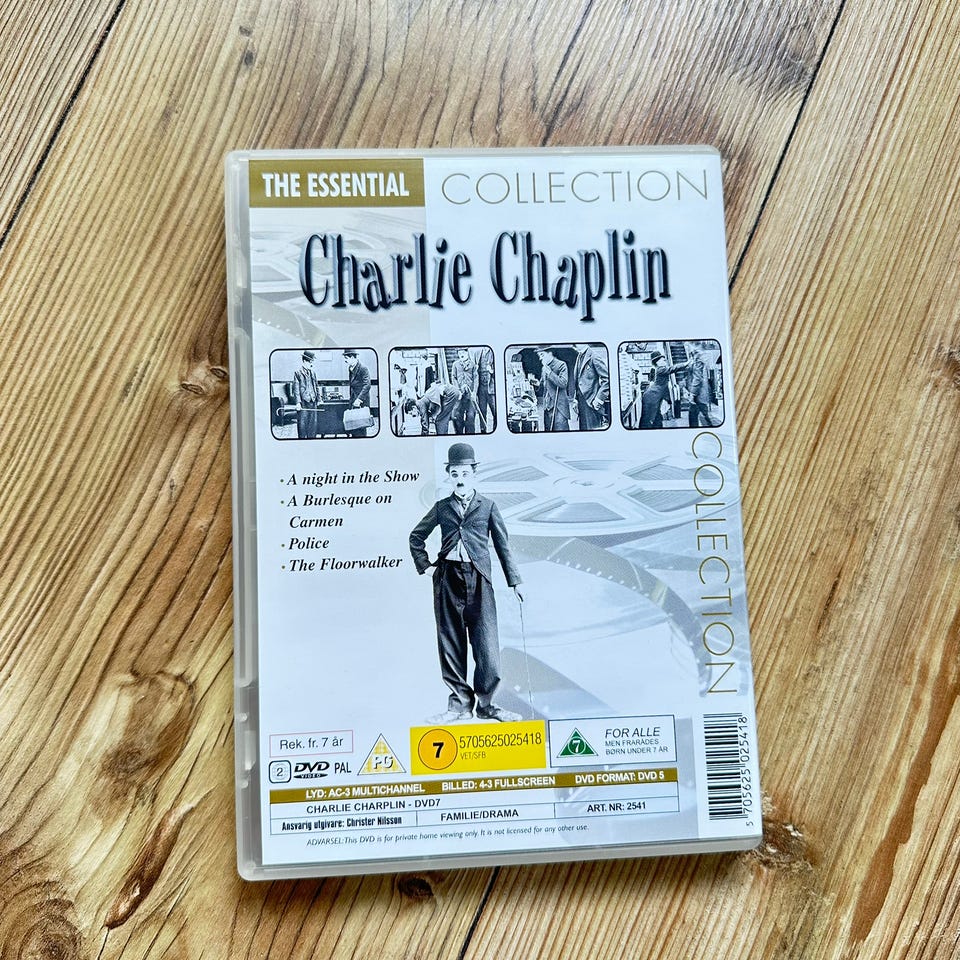 THE ESSENTIAL COLLECTION
Charlie Chaplin
• A night in the Show
• A Burlesque on
Carmen
• Police
• The Floorwalker
COLLECTION
Rek. fr. 7 år
2 DVD VIDEO PAL
PG
7 5705625025418
VET/SFB
7 FOR ALLE
MEN FRARÅDES
BØRN UNDER 7 ÅR
LYD: AC-3 MULTICHANNEL BILLED: 4-3 FULLSCREEN DVD FORMAT: DVD 5
CHARLIE CHARPLIN - DVD7
Ansvarig utgivare: Christer Nilsson
FAMILIE/DRAMA
ART. NR: 2541
ADVARSEL: This DVD is for private home viewing only. It is not licensed for any other use.
5 705625 025418